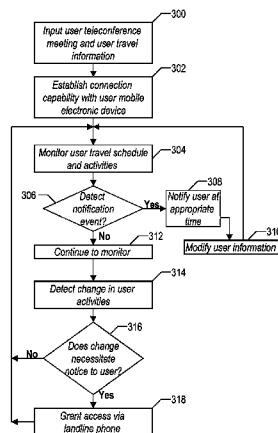 300
Input user teleconference
meeting and user travel
information
302
Establish connection
capability with user mobile
electronic device
304
Monitor user travel schedule
and activities
306
Detect
notification
event?
Yes
308
Notify user at
appropriate
time
310
Modify user information
No
312
Continue to monitor
314
Detect change in user
activities
316
Does change
necessitate
notice to user?
No
Yes
318
Grant access via
landline phone